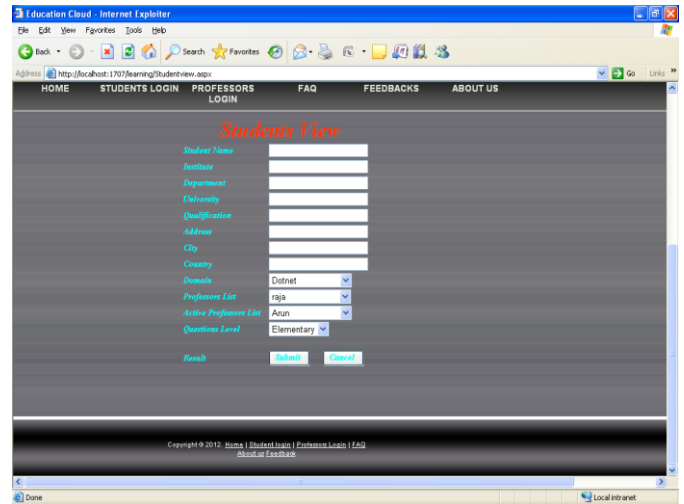 Education Cloud - Internet Exploiter
File Edit View Favorites Tools Help
Back Search Favorites
Address http://localhost:1707/learning/Studentview.aspx Go Links
HOME STUDENTS LOGIN PROFESSORS LOGIN FAQ FEEDBACKS ABOUT US
Students View
Student Name
Institute
Department
University
Qualification
Address
City
Country
Domain Dotnet
Professors List raja
Active Professors List Arun
Questions Level Elementary
Result Submit Cancel
Copyright © 2012. Home | Student login | Professors Login | FAQ
About us Feedback
Done Local intranet